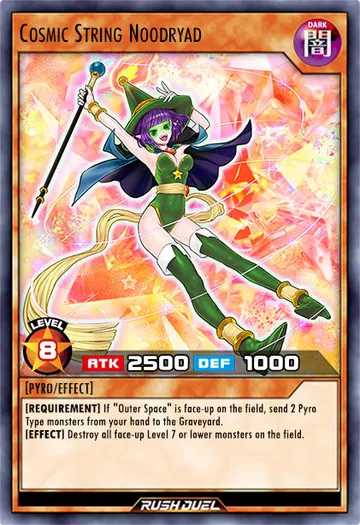 COSMIC STRING NOODRYAD
DARK
闇
LEVEL
8
ATK 2500 DEF 1000
[PYRO/EFFECT]
[REQUIREMENT] If "Outer Space" is face-up on the field, send 2 Pyro
Type monsters from your hand to the Graveyard.
[EFFECT] Destroy all face-up Level 7 or lower monsters on the field.
RUSH DUEL